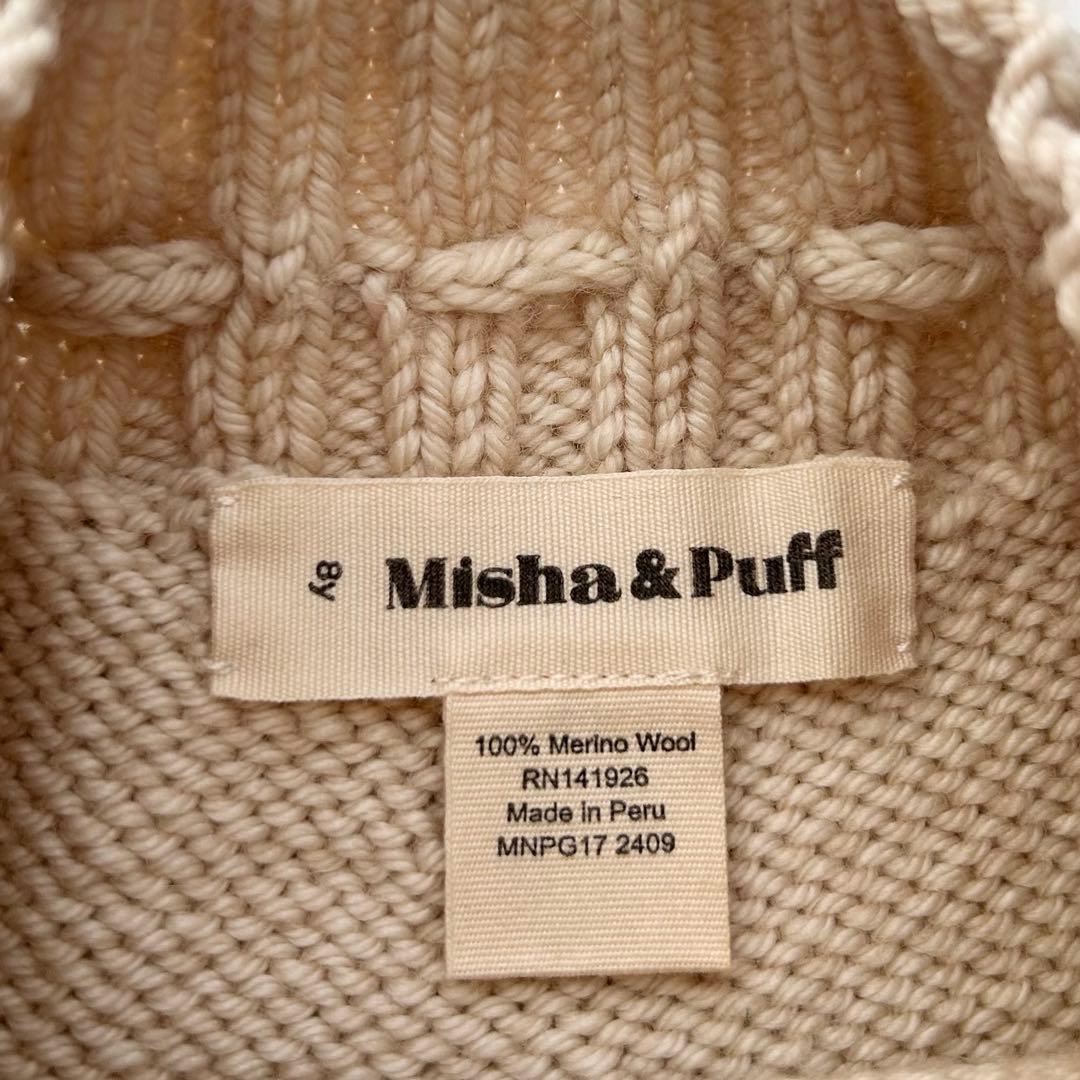 8y
Misha&Puff
100% Merino Wool
RN141926
Made in Peru
MNPG17 2409